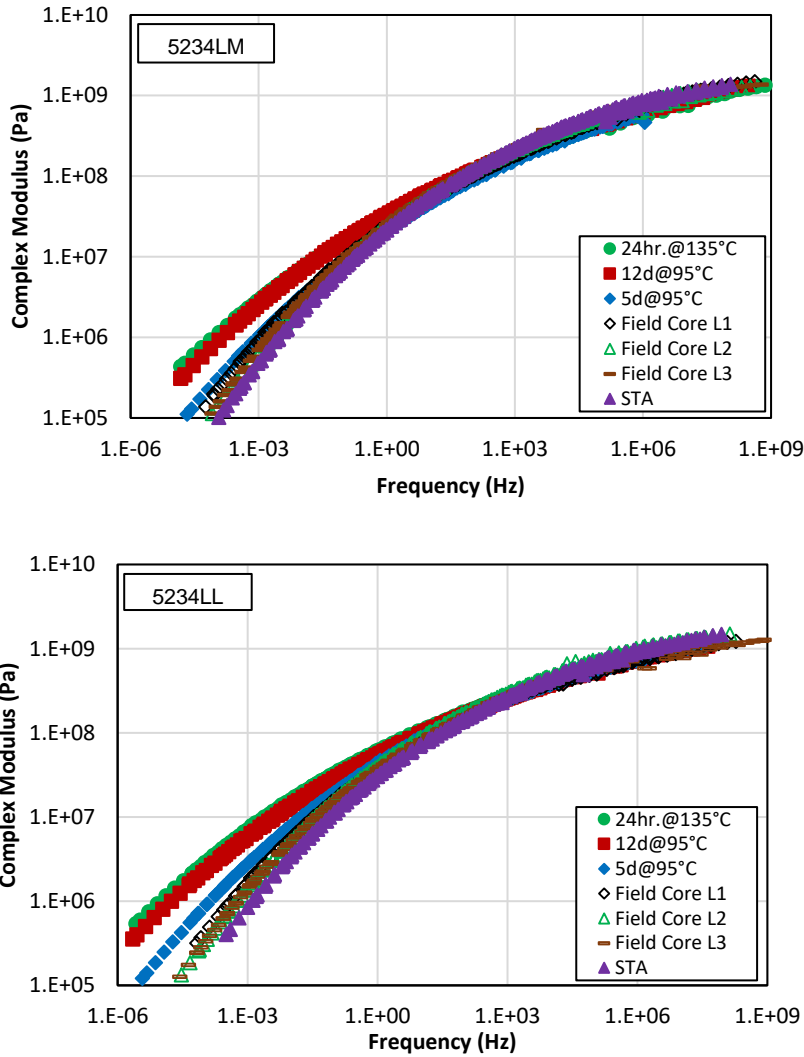 5234LM
1.E+10
1.E+09
1.E+08
1.E+07
1.E+06
1.E+05
Complex Modulus (Pa)
24hr.@135°C
12d@95°C
5d@95°C
Field Core L1
Field Core L2
Field Core L3
STA
1.E-06 1.E-03 1.E+00 1.E+03 1.E+06 1.E+09
Frequency (Hz)
5234LL
1.E+10
1.E+09
1.E+08
1.E+07
1.E+06
1.E+05
Complex Modulus (Pa)
24hr.@135°C
12d@95°C
5d@95°C
Field Core L1
Field Core L2
Field Core L3
STA
1.E-06 1.E-03 1.E+00 1.E+03 1.E+06 1.E+09
Frequency (Hz)